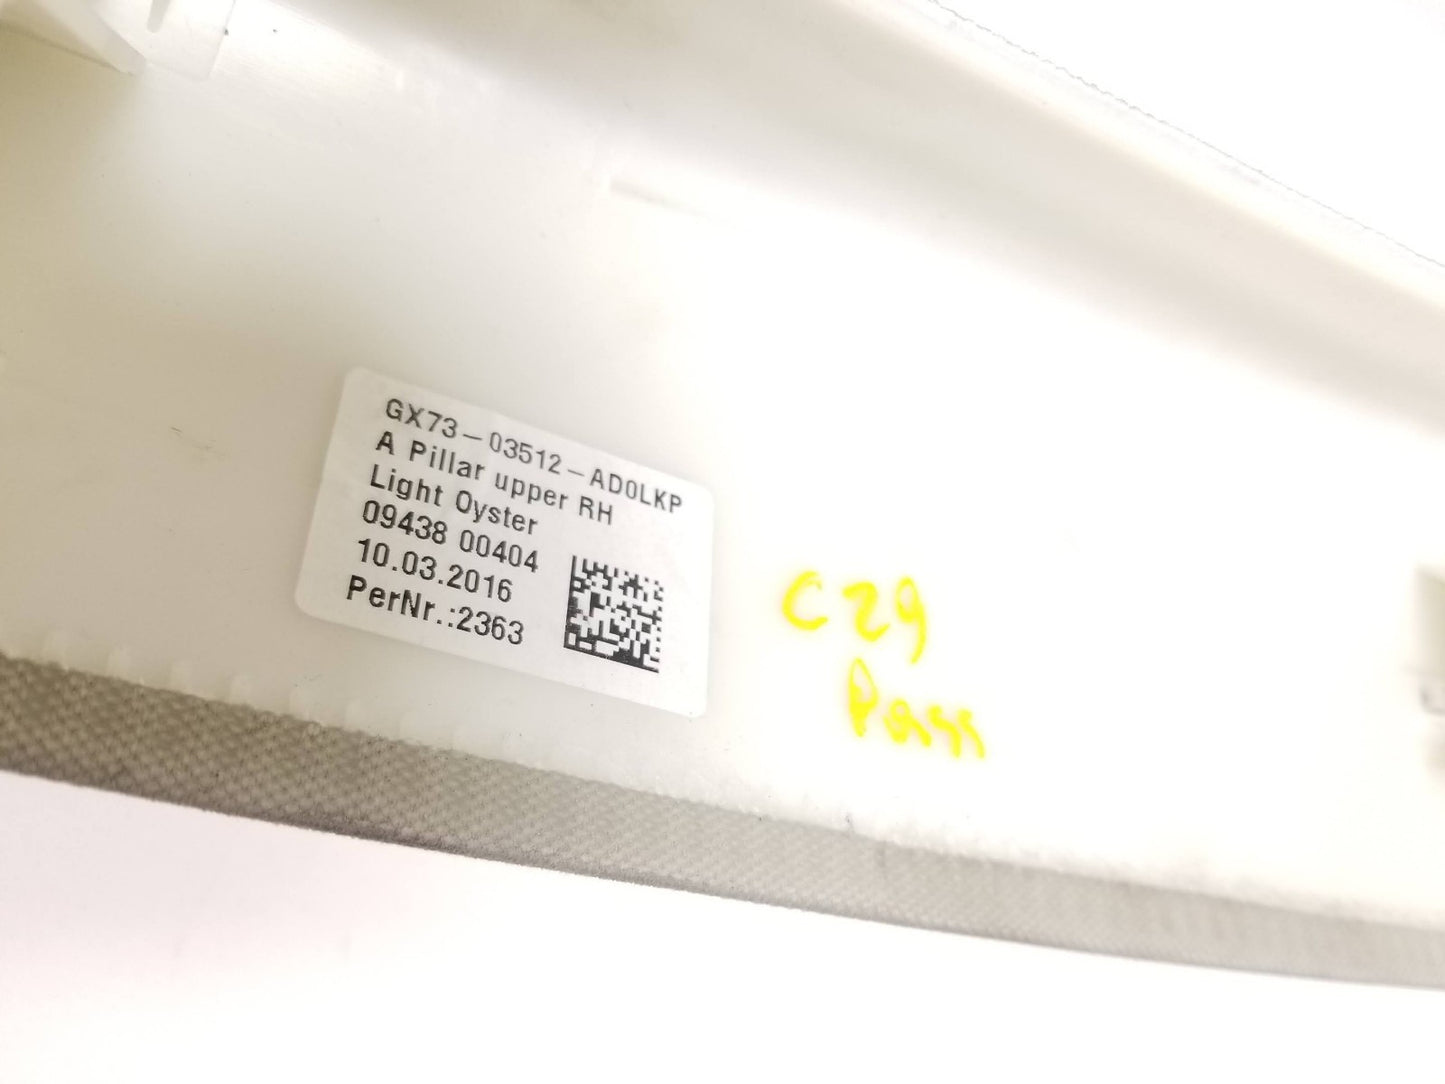 GX73-03512-AD0LKP
A Pillar upper RH
Light Oyster
09438 00404
10.03.2016
PerNr.:2363
C29
Pass